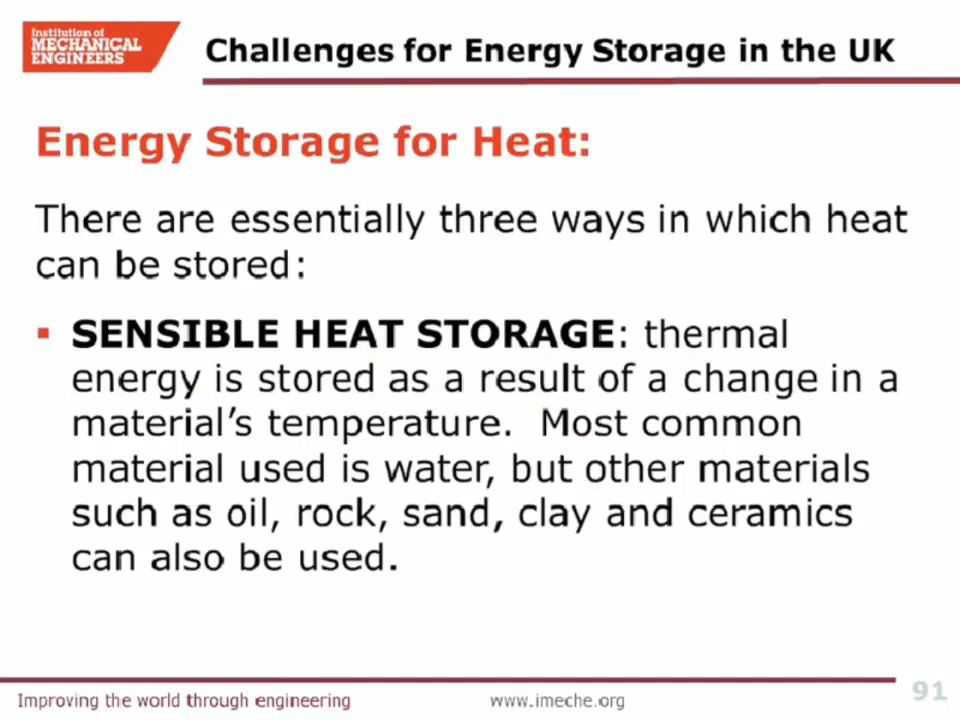 Institution of
MECHANICAL
ENGINEERS
Challenges for Energy Storage in the UK
Energy Storage for Heat:
There are essentially three ways in which heat
can be stored:
▪ SENSIBLE HEAT STORAGE: thermal
energy is stored as a result of a change in a
material’s temperature.  Most common
material used is water, but other materials
such as oil, rock, sand, clay and ceramics
can also be used.
Improving the world through engineering
www.imeche.org
91